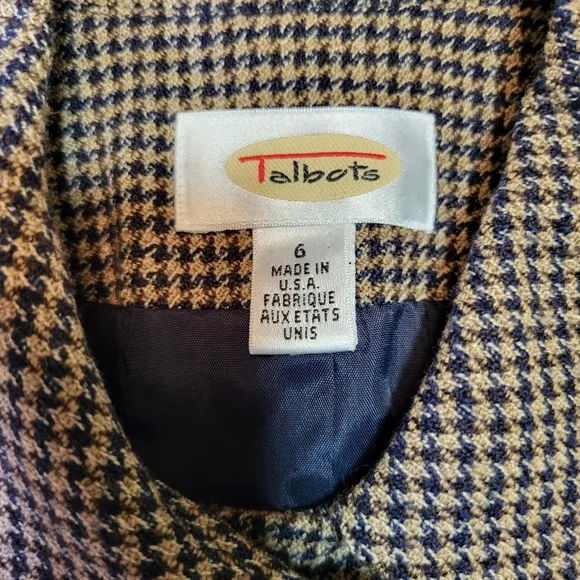 Talbots
6
MADE IN
U.S.A.
FABRIQUE
AUX ETATS
UNIS